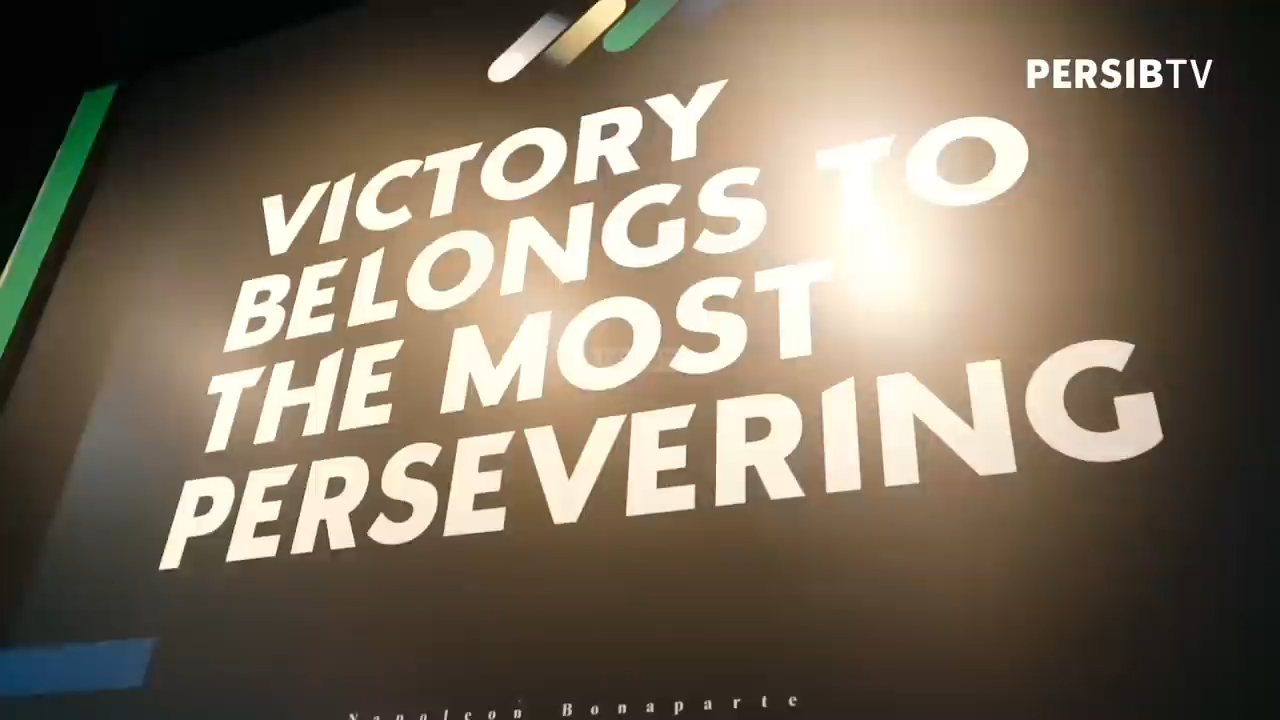 PERSIBTV
VICTORY
BELONGS TO
THE MOST
PERSEVERING
Napoleon Bonaparte